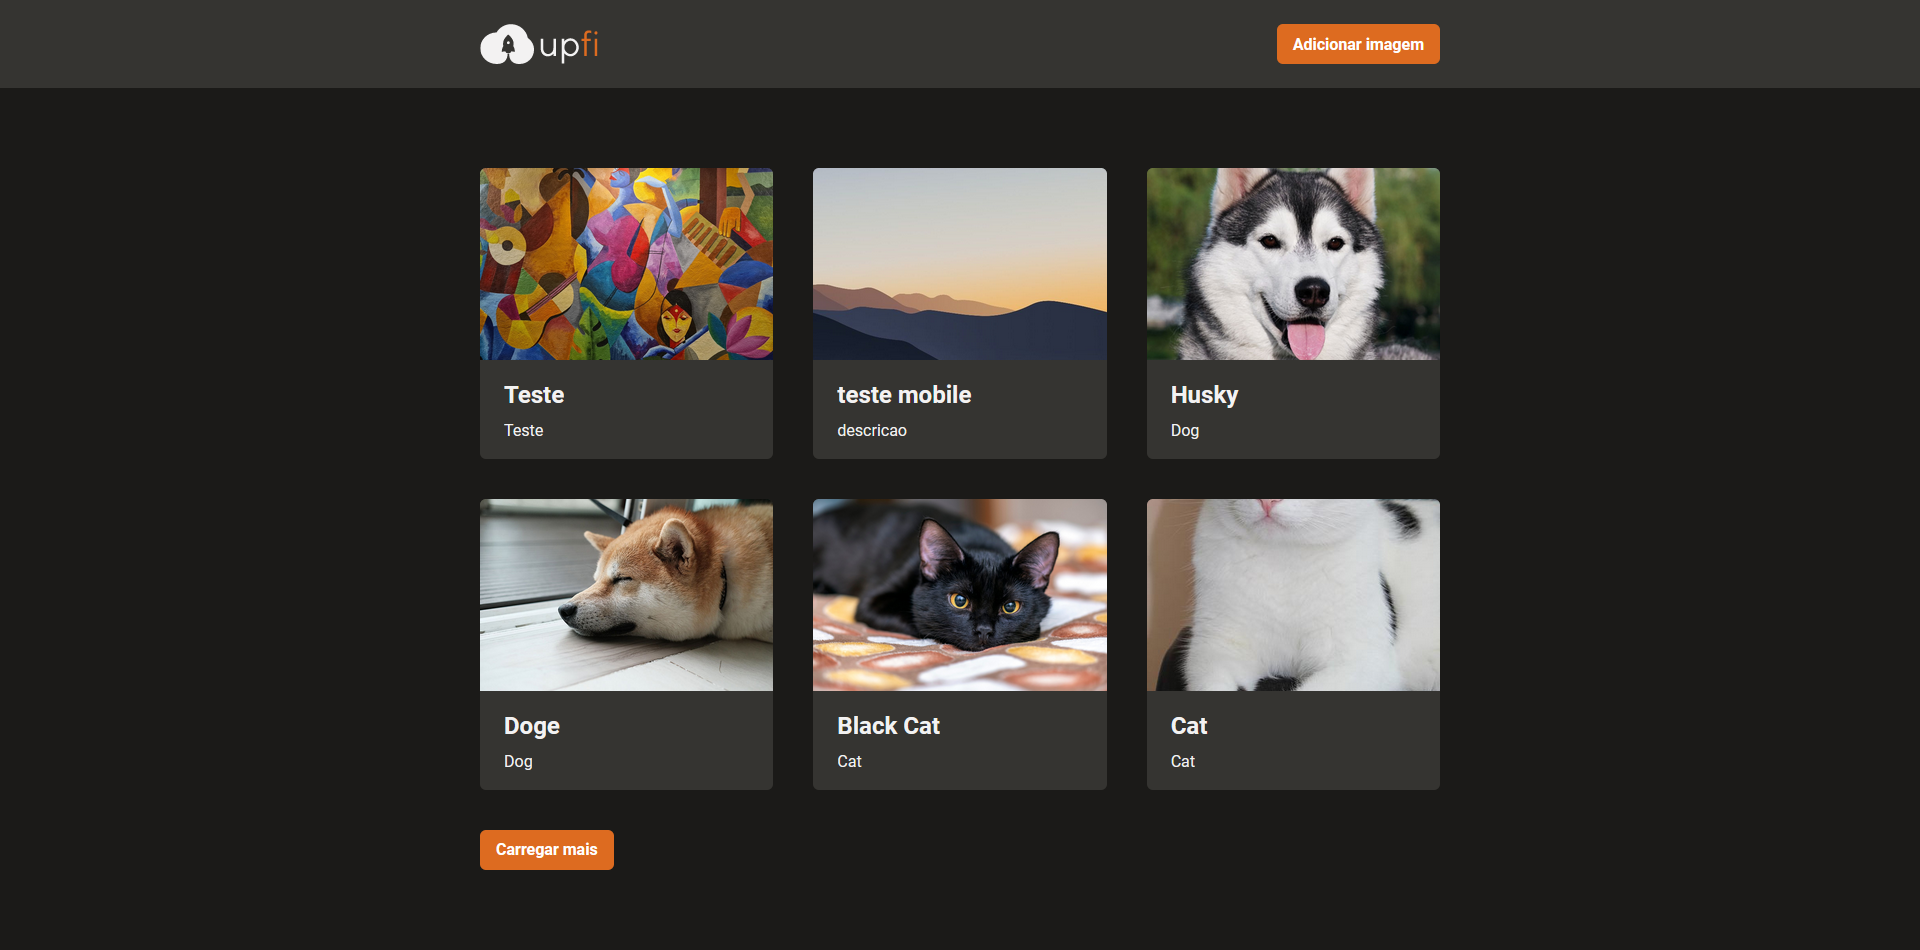 upfi
Adicionar imagem
Teste
Teste
teste mobile
descricao
Husky
Dog
Doge
Dog
Black Cat
Cat
Cat
Cat
Carregar mais